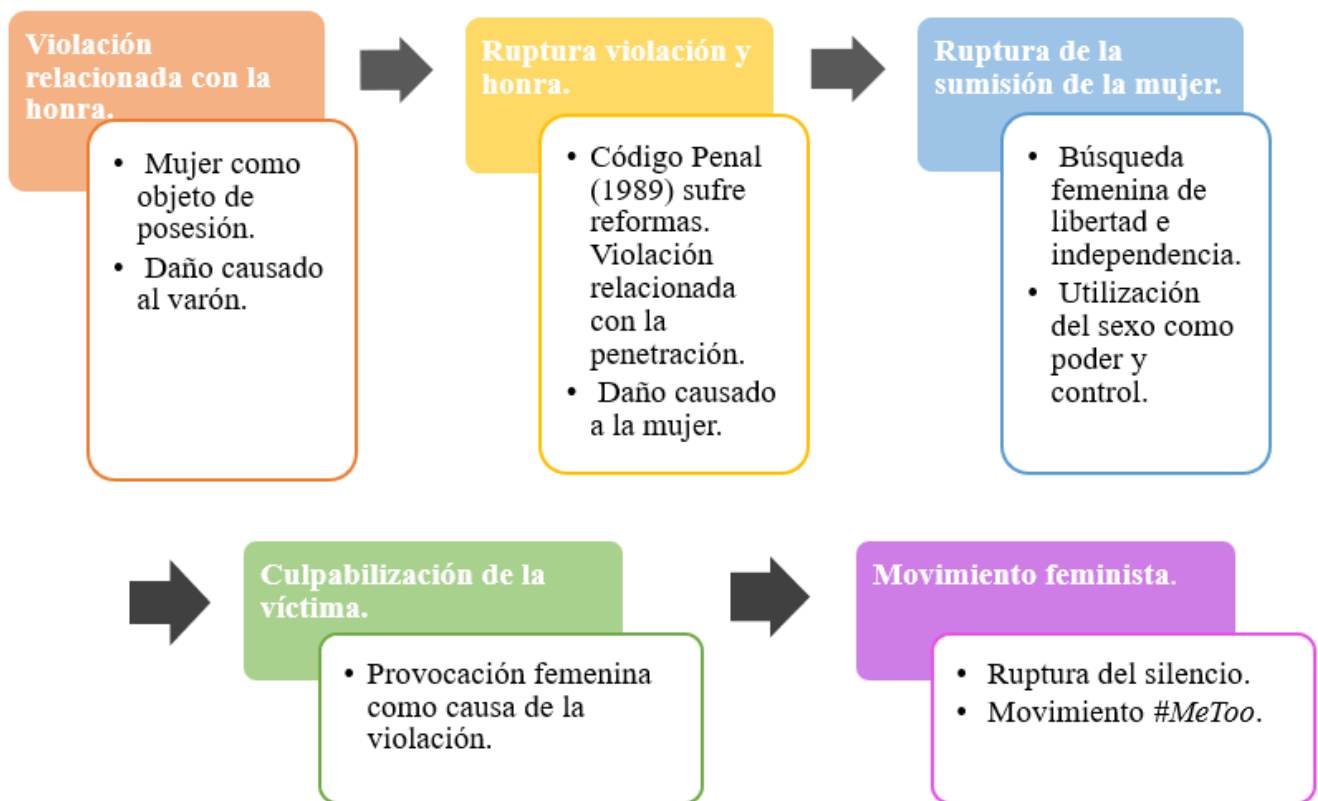 Violación
relacionada con la
honra.
• Mujer como
objeto de
posesión.
• Daño causado
al varón.
Ruptura violación y
honra.
• Código Penal
(1989) sufre
reformas.
Violación
relacionada
con la
penetración.
• Daño causado
a la mujer.
Ruptura de la
sumisión de la mujer.
• Búsqueda
femenina de
libertad e
independencia.
• Utilización
del sexo como
poder y
control.
Culpabilización de la
víctima.
• Provocación femenina
como causa de la
violación.
Movimiento feminista.
• Ruptura del silencio.
• Movimiento #MeToo.